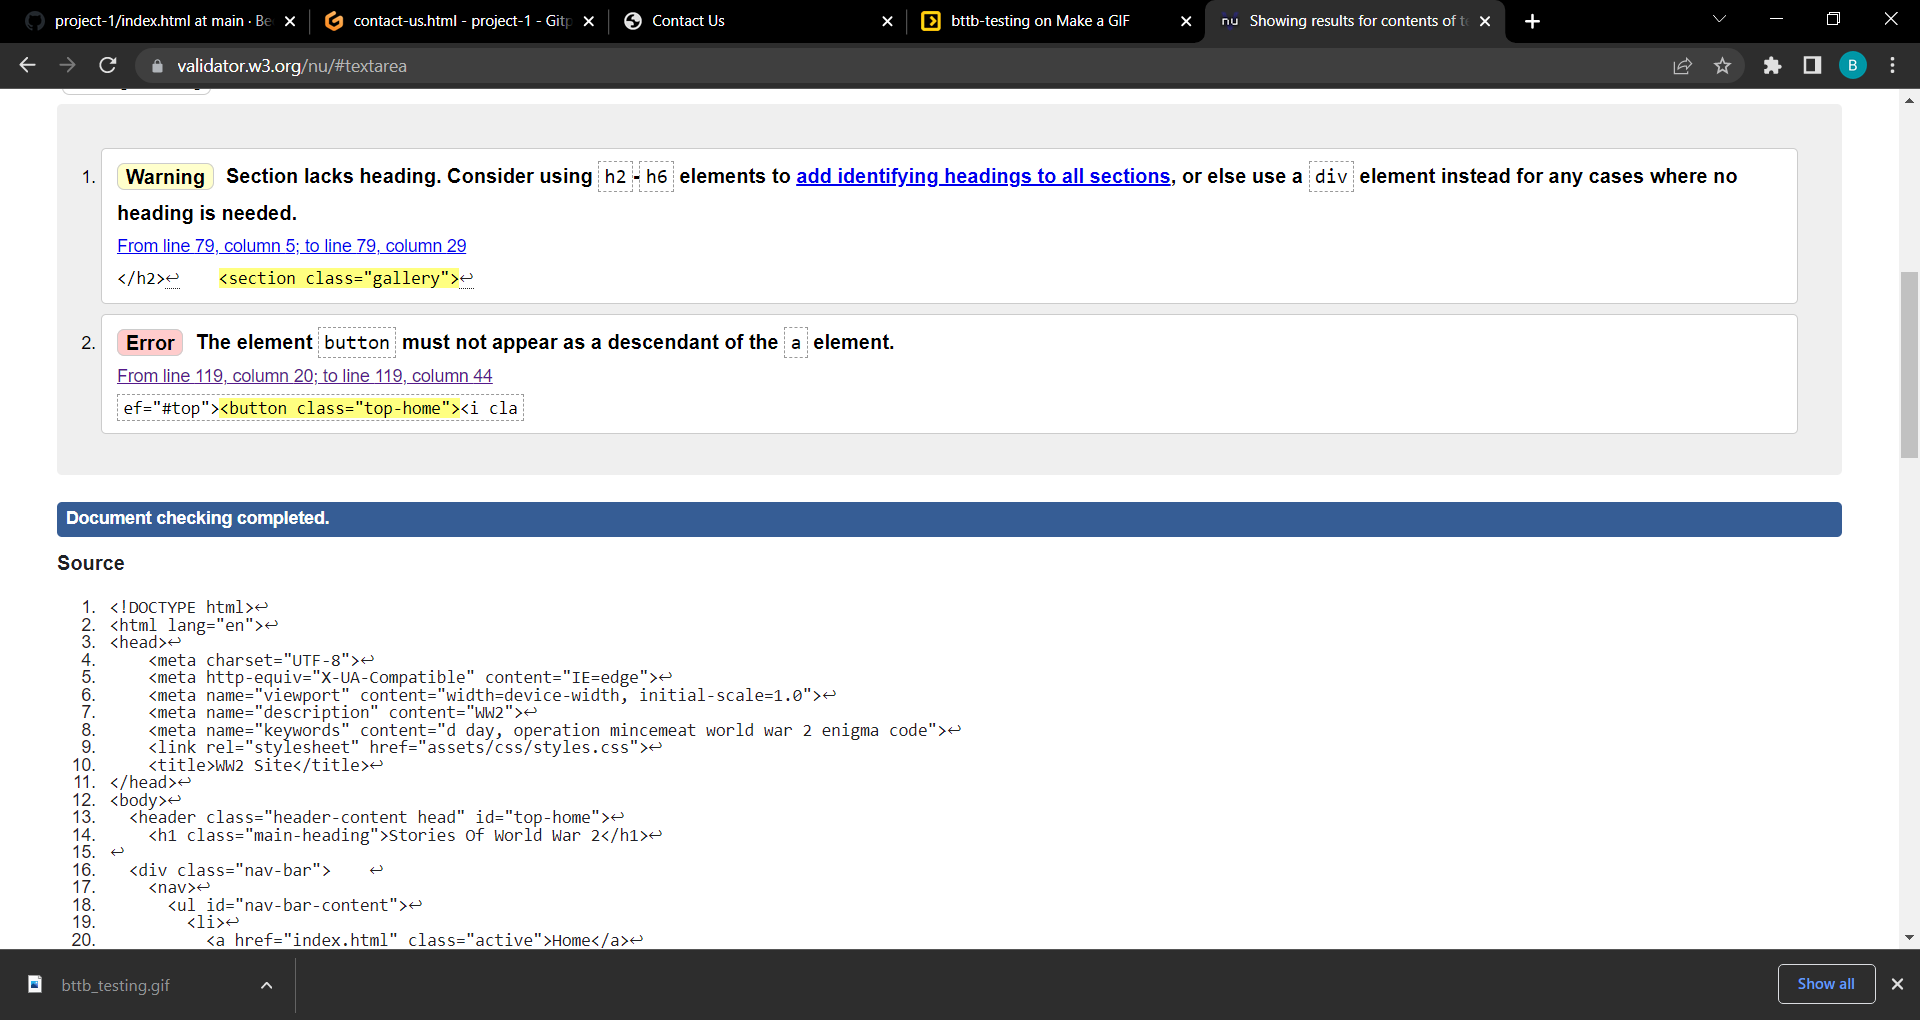 project-1/index.html at main · Be
contact-us.html - project-1 - Gitp
Contact Us
bttb-testing on Make a GIF
nu Showing results for contents of te
validator.w3.org/nu/#textarea
B
1. Warning Section lacks heading. Consider using h2-h6 elements to add identifying headings to all sections, or else use a div element instead for any cases where no
heading is needed.
From line 79, column 5; to line 79, column 29
</h2>↩ <section class="gallery">↩
2. Error The element button must not appear as a descendant of the a element.
From line 119, column 20; to line 119, column 44
ef="#top"><button class="top-home"><i cla
Document checking completed.
Source
1. <!DOCTYPE html>↩
2. <html lang="en">↩
3. <head>↩
4. <meta charset="UTF-8">↩
5. <meta http-equiv="X-UA-Compatible" content="IE=edge">↩
6. <meta name="viewport" content="width=device-width, initial-scale=1.0">↩
7. <meta name="description" content="WW2">↩
8. <meta name="keywords" content="d day, operation mincemeat world war 2 enigma code">↩
9. <link rel="stylesheet" href="assets/css/styles.css">↩
10. <title>WW2 Site</title>↩
11. </head>↩
12. <body>↩
13. <header class="header-content head" id="top-home">↩
14. <h1 class="main-heading">Stories Of World War 2</h1>↩
15. ↩
16. <div class="nav-bar"> ↩
17. <nav>↩
18. <ul id="nav-bar-content">↩
19. <li>↩
20. <a href="index.html" class="active">Home</a>↩
bttb_testing.gif
Show all